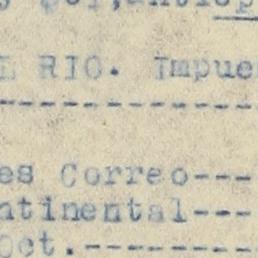 L RIO. Impue
-----------------
es Correo---
ntinental---
Oct.---------